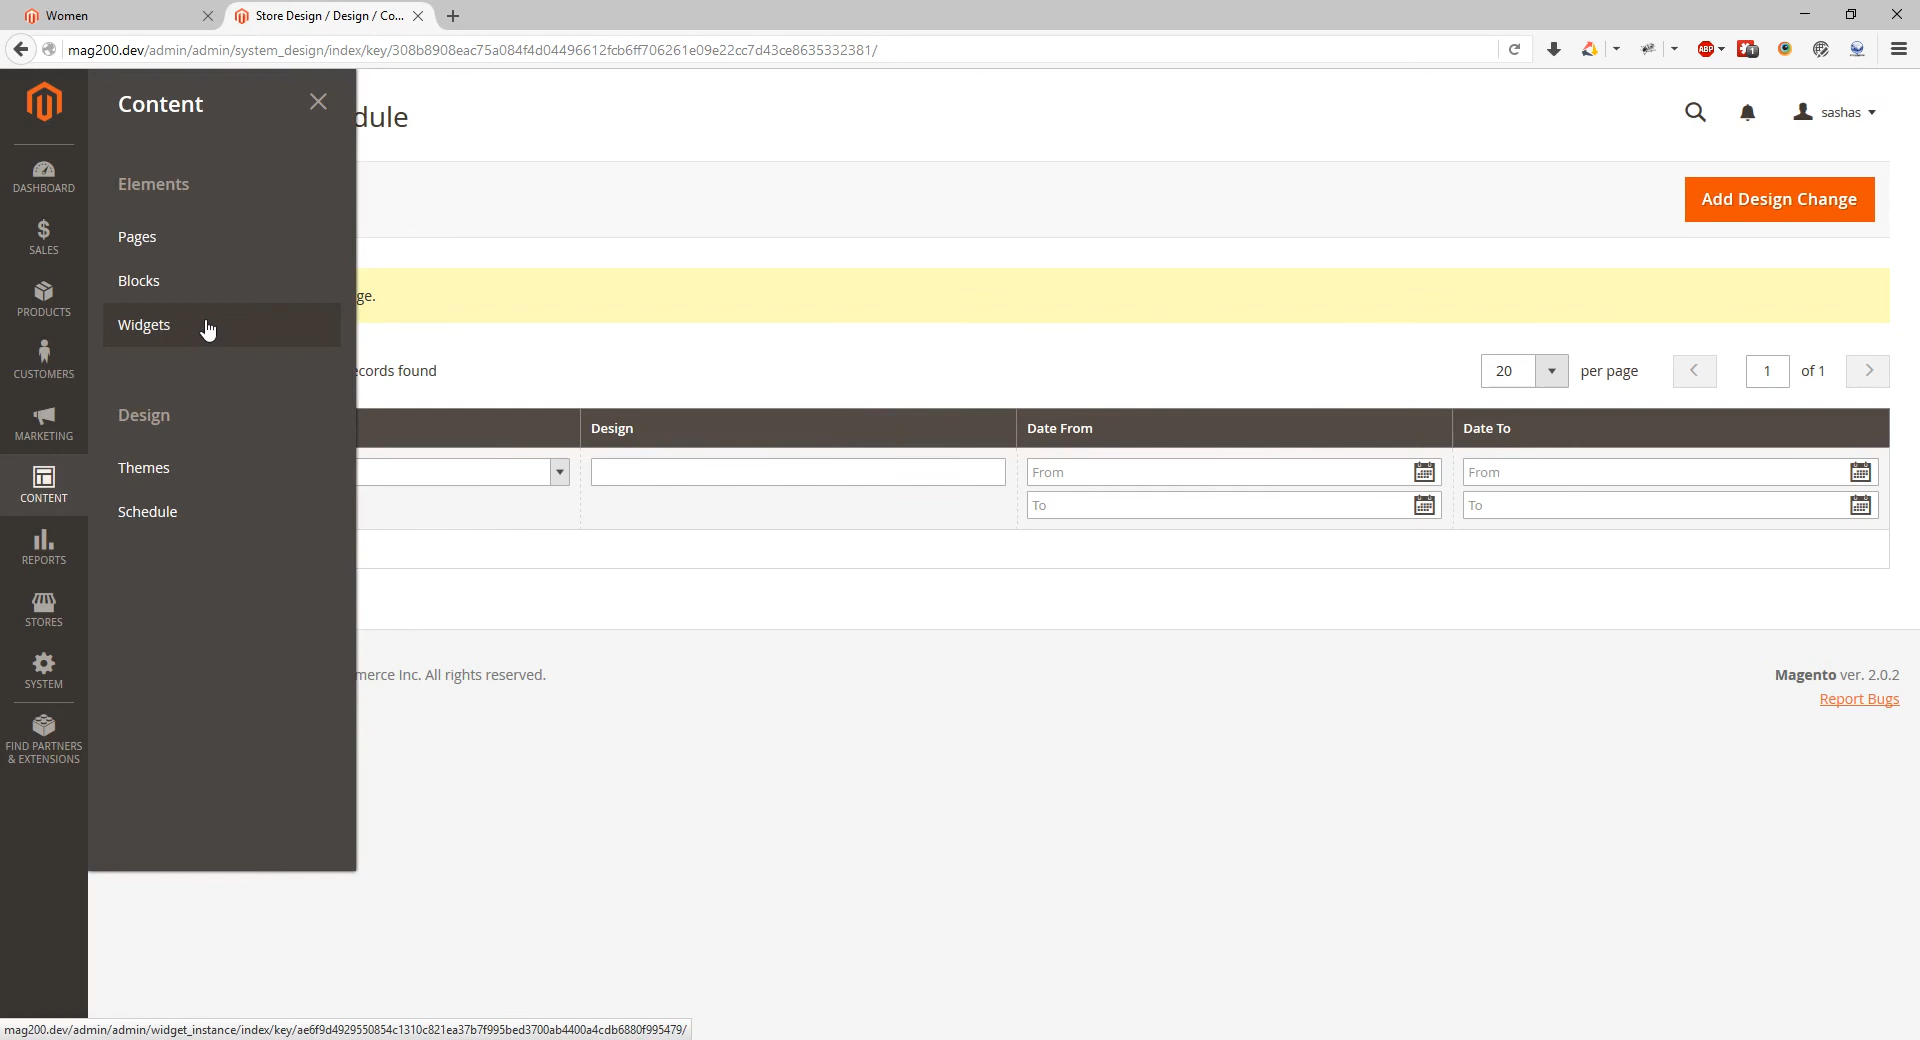 Women
Store Design / Design / Co...
mag200.dev/admin/admin/system_design/index/key/308b8908eac75a084f4d04496612fcb6ff706261e09e22cc7d43ce8635332381/
ABP
1
DASHBOARD
$
SALES
PRODUCTS
CUSTOMERS
MARKETING
CONTENT
REPORTS
STORES
SYSTEM
FIND PARTNERS
& EXTENSIONS
Content
Elements
Pages
Blocks
Widgets
Design
Themes
Schedule
dule
sashas
Add Design Change
ge.
ecords found
20
per page
1
of 1
Design
Date From
Date To
From
To
From
To
merce Inc. All rights reserved.
Magento ver. 2.0.2
Report Bugs
mag200.dev/admin/admin/widget_instance/index/key/ae6f9d4929550854c1310c821ea37b7f995bed3700ab4400a4cdb6880f995479/